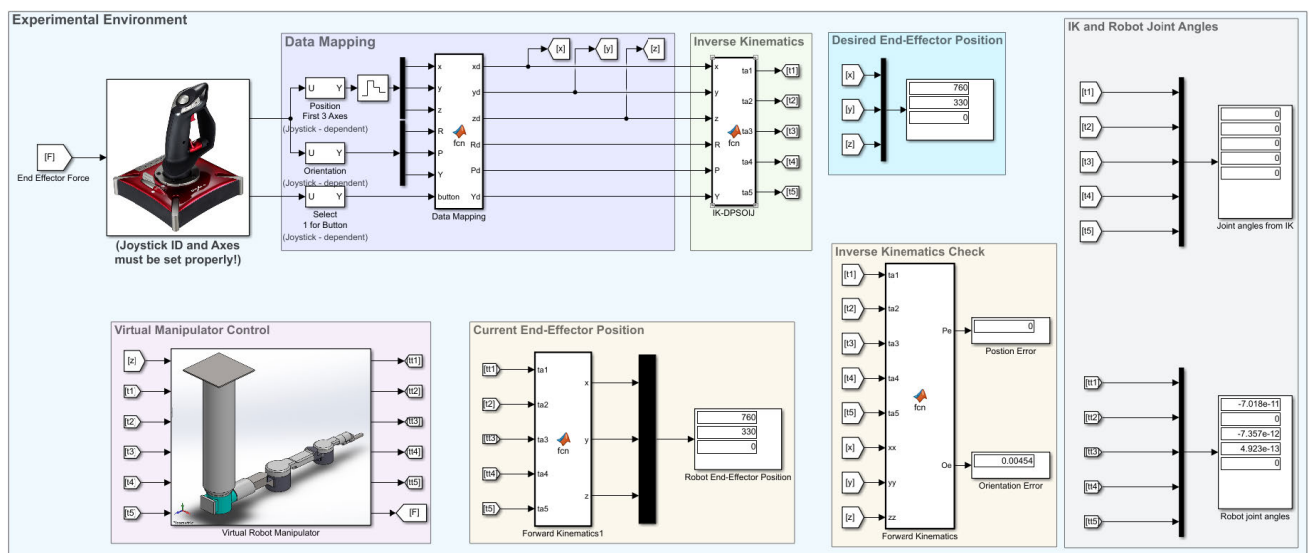 Experimental Environment
Data Mapping
[x]
[y]
[z]
[F]
End Effector Force
(Joystick ID and Axes
must be set properly!)
U Y
Position
First 3 Axes
(Joystick - dependent)
U Y
Orientation
(Joystick - dependent)
U Y
Select
1 for Button
(Joystick - dependent)
x
y
z
R
P
Y
button
fcn
xd
yd
zd
Rd
Pd
Yd
Data Mapping
Inverse Kinematics
x
y
z
R
P
Y
fcn
ta1
ta2
ta3
ta4
ta5
IK-DPSOIJ
[t1]
[t2]
[t3]
[t4]
[t5]
Desired End-Effector Position
[x]
[y]
[z]
760
330
0
IK and Robot Joint Angles
[t1]
[t2]
[t3]
[t4]
[t5]
0
0
0
0
0
Joint angles from IK
Virtual Manipulator Control
[z]
[t1]
[t2]
[t3]
[t4]
[t5]
[tt1]
[tt2]
[tt3]
[tt4]
[tt5]
[F]
Virtual Robot Manipulator
Current End-Effector Position
[tt1]
[t2]
[tt3]
[tt4]
[t5]
ta1
ta2
ta3
ta4
ta5
fcn
x
y
z
Forward Kinematics1
760
330
0
Robot End-Effector Position
Inverse Kinematics Check
[t1]
[t2]
[t3]
[t4]
[t5]
[x]
[y]
[z]
ta1
ta2
ta3
ta4
ta5
xx
yy
zz
fcn
Pe
Oe
Forward Kinematics
0
Postion Error
0.00454
Orientation Error
[tt1]
[tt2]
[tt3]
[tt4]
[tt5]
-7.018e-11
0
-7.357e-12
4.923e-13
0
Robot joint angles